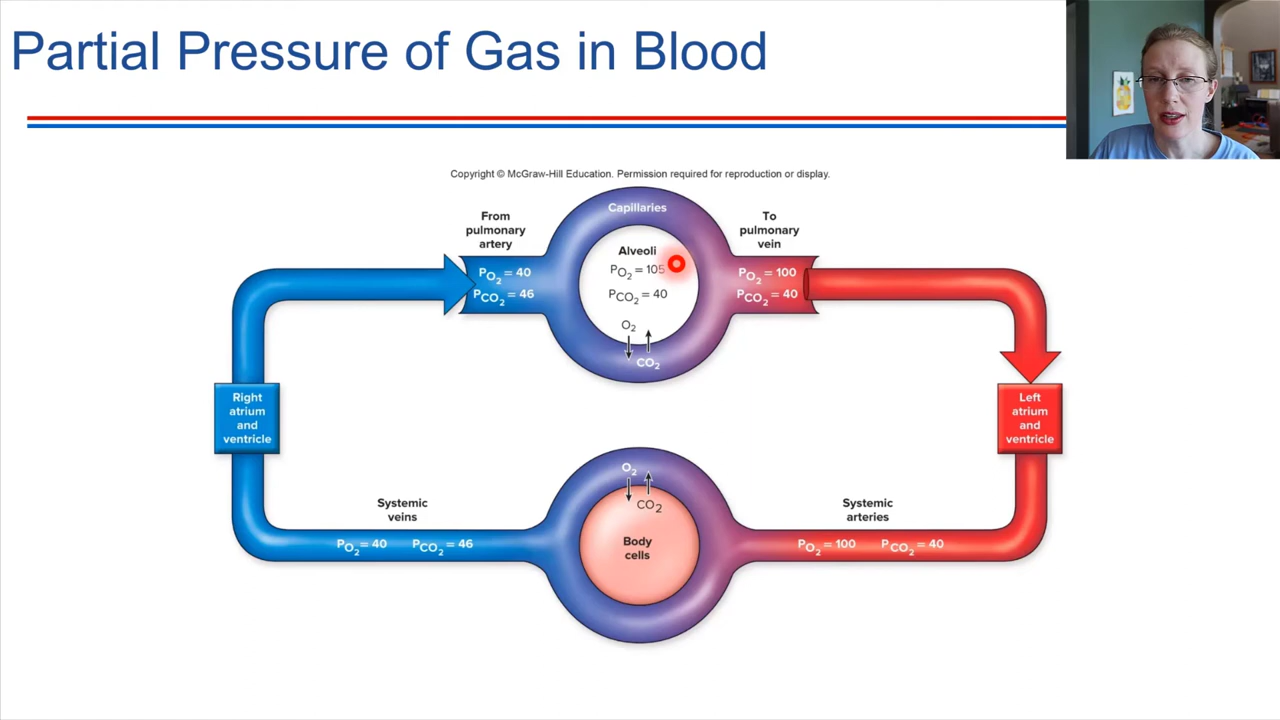 Partial Pressure of Gas in Blood
Copyright © McGraw-Hill Education. Permission required for reproduction or display.
From
pulmonary
artery
Capillaries
To
pulmonary
vein
Alveoli
PO2 = 40
PCO2 = 46
PO2 = 105
PCO2 = 40
PO2 = 100
PCO2 = 40
O2
CO2
Right
atrium
and
ventricle
Left
atrium
and
ventricle
O2
CO2
Systemic
veins
Systemic
arteries
PO2 = 40 PCO2 = 46
Body
cells
PO2 = 100 PCO2 = 40